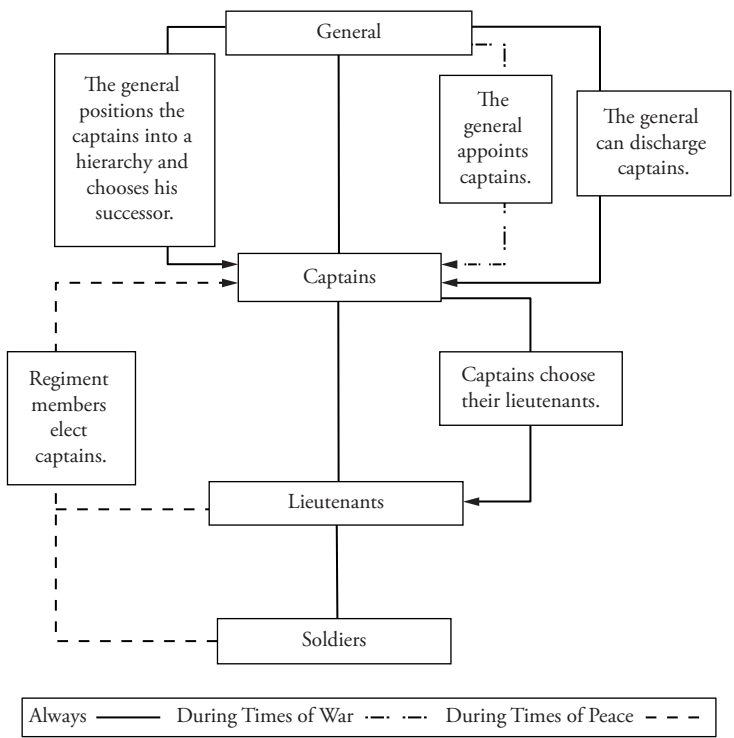 General
The general
positions the
captains into a
hierarchy and
chooses his
successor.
The
general
appoints
captains.
The general
can discharge
captains.
Captains
Regiment
members
elect
captains.
Captains choose
their lieutenants.
Lieutenants
Soldiers
Always During Times of War During Times of Peace